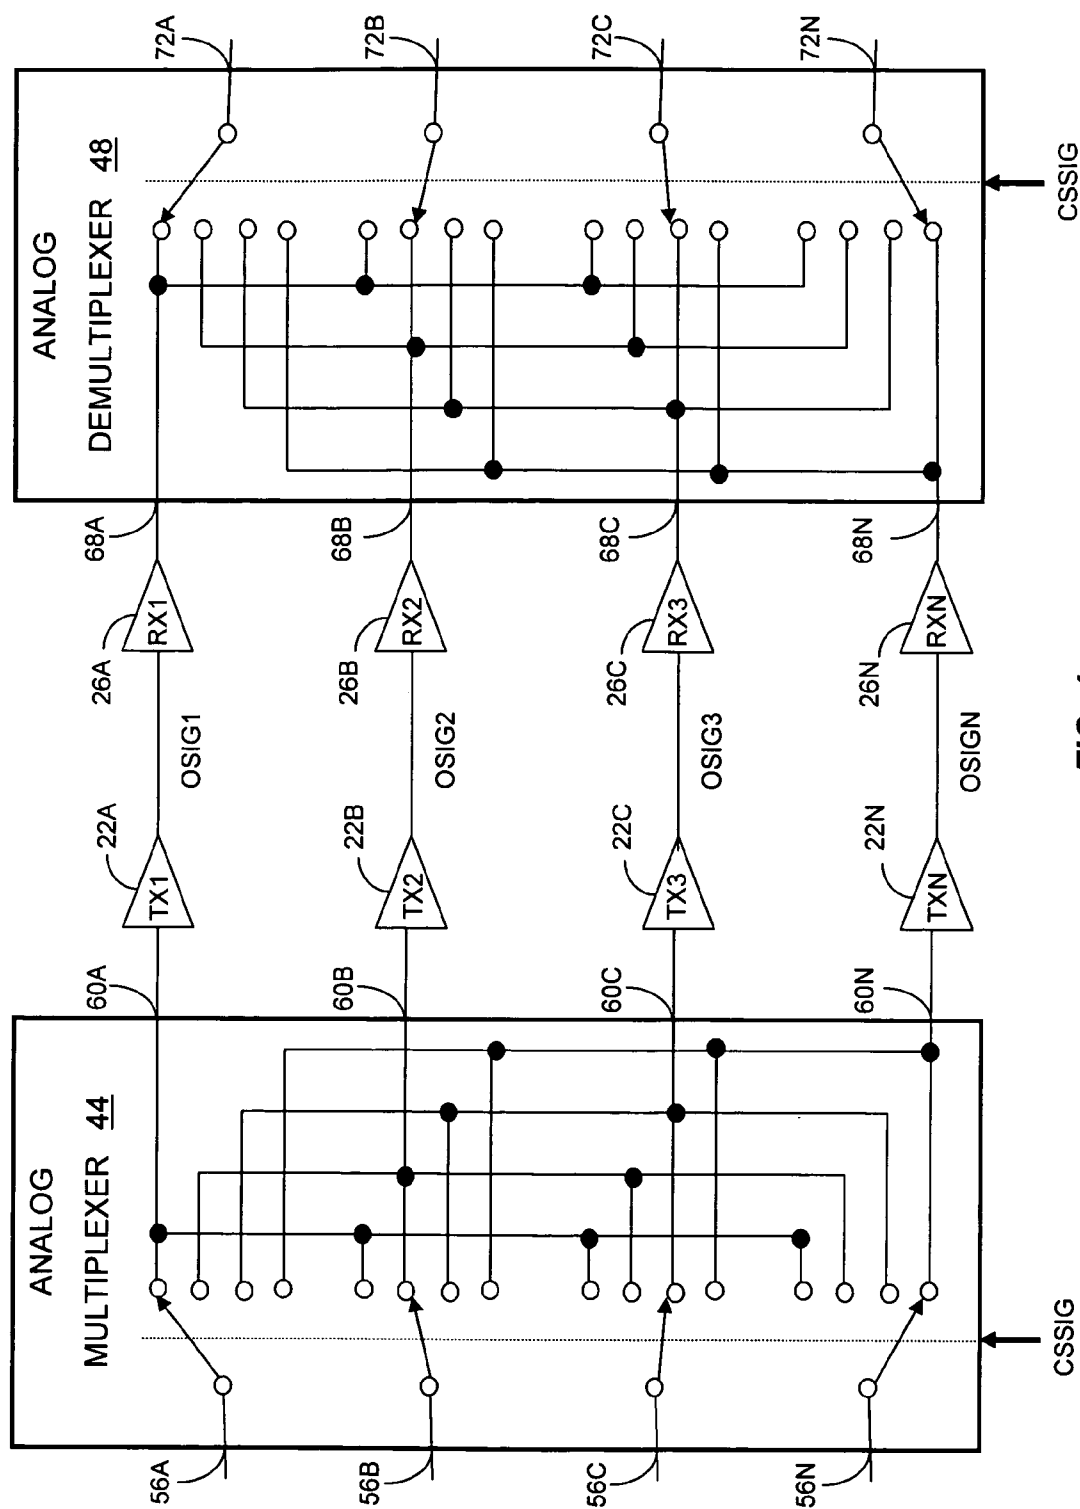 ANALOG
MULTIPLEXER 44
ANALOG
DEMULTIPLEXER 48
56A
60A
22A
TX1
OSIG1
26A
RX1
68A
72A
56B
60B
22B
TX2
OSIG2
26B
RX2
68B
72B
56C
60C
22C
TX3
OSIG3
26C
RX3
68C
72C
56N
60N
22N
TXN
OSIGN
26N
RXN
68N
72N
CSSIG
CSSIG